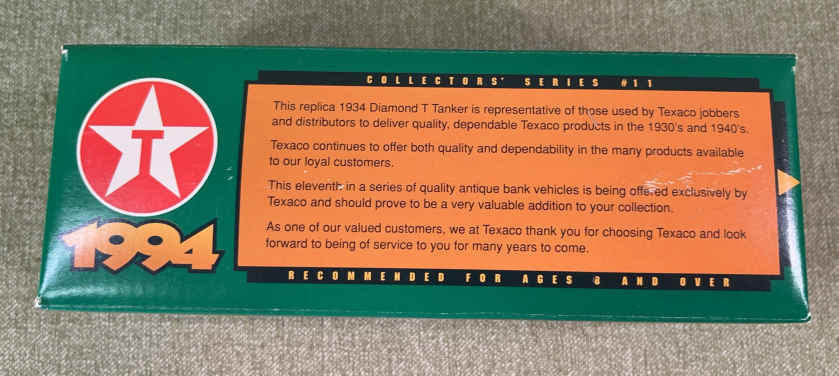 COLLECTORS' SERIES #11
This replica 1934 Diamond T Tanker is representative of those used by Texaco jobbers
and distributors to deliver quality, dependable Texaco products in the 1930's and 1940's.
Texaco continues to offer both quality and dependability in the many products available
to our loyal customers.
This eleventh in a series of quality antique bank vehicles is being offered exclusively by
Texaco and should prove to be a very valuable addition to your collection.
As one of our valued customers, we at Texaco thank you for choosing Texaco and look
forward to being of service to you for many years to come.
RECOMMENDED FOR AGES 8 AND OVER
T
1994